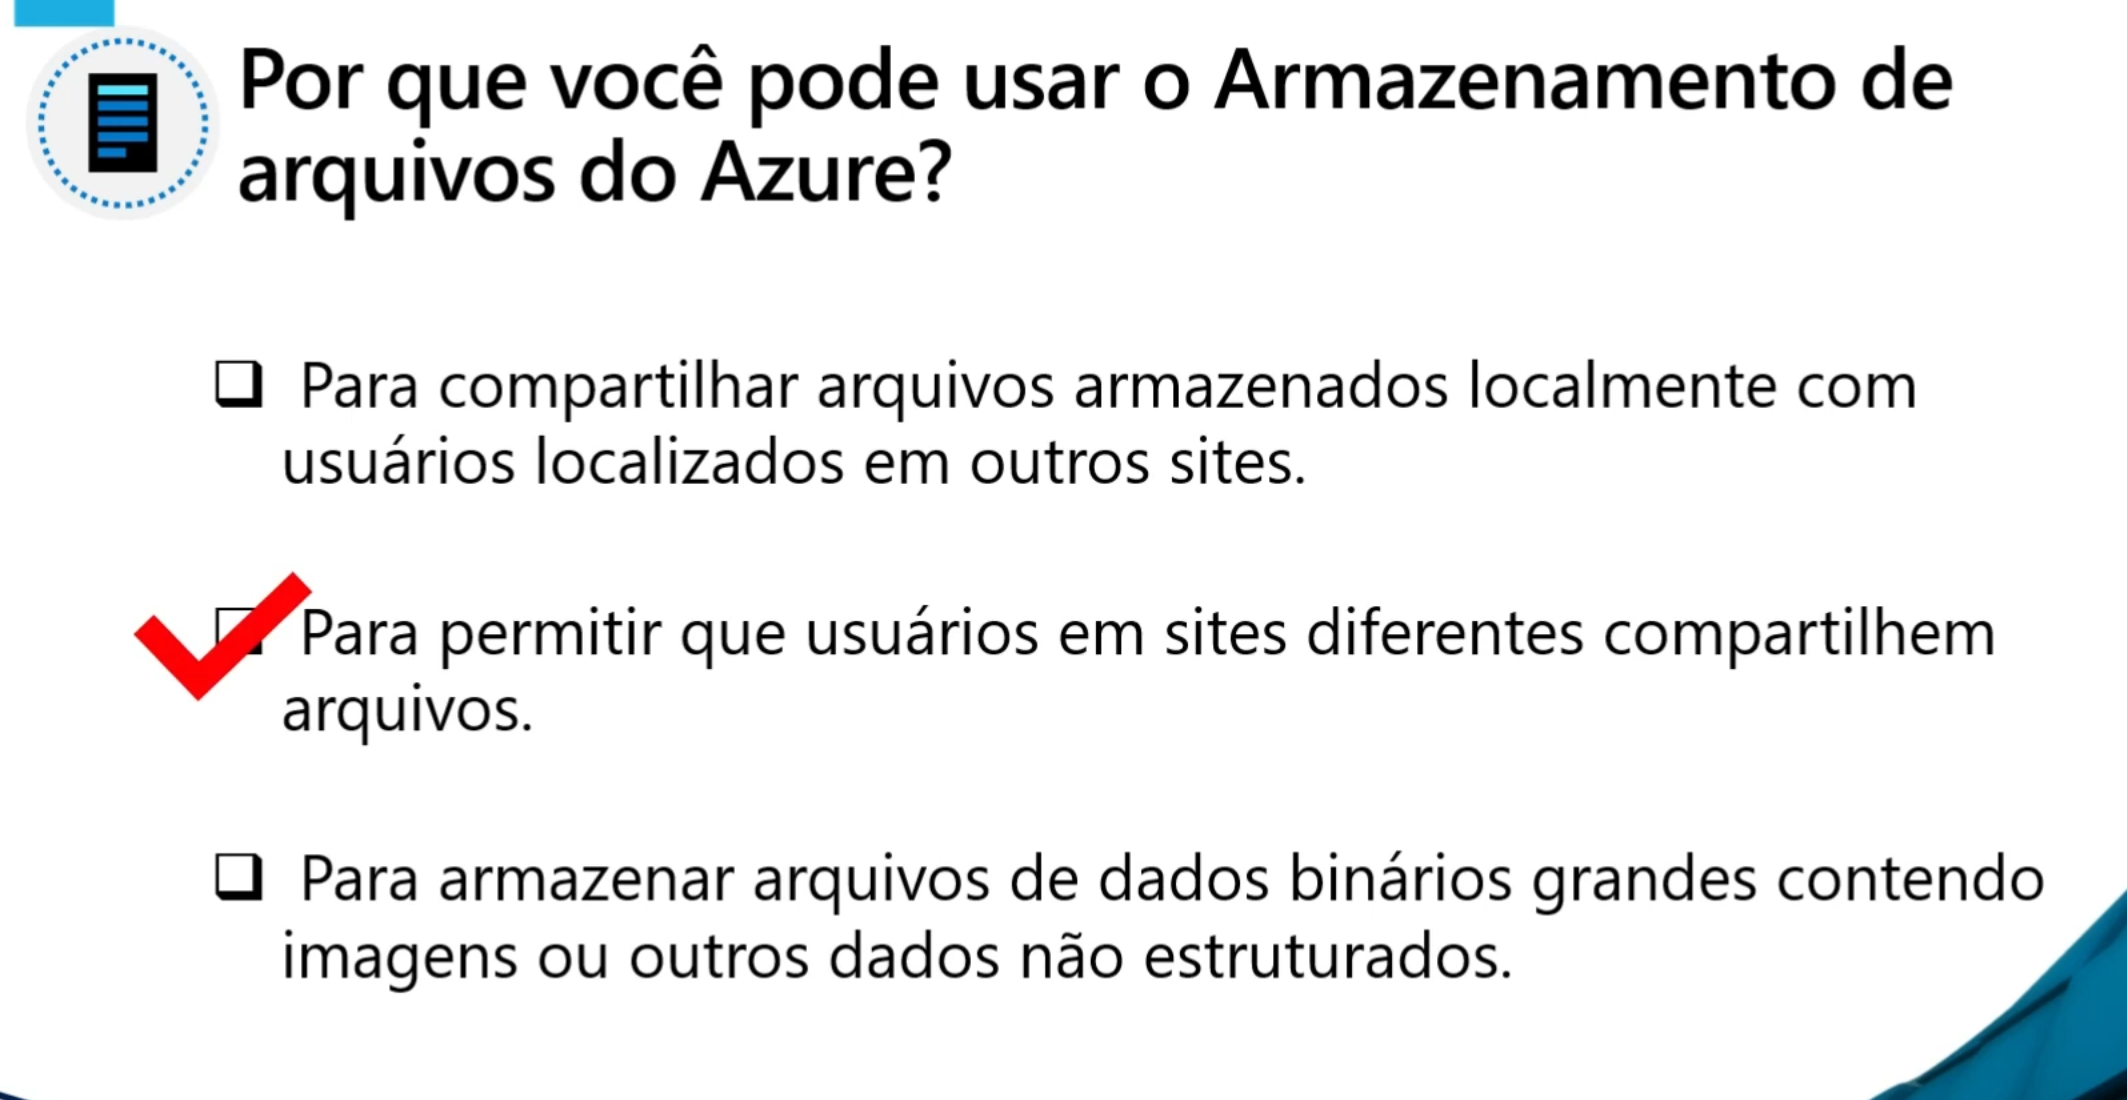 Por que você pode usar o Armazenamento de
arquivos do Azure?
Para compartilhar arquivos armazenados localmente com
usuários localizados em outros sites.
Para permitir que usuários em sites diferentes compartilhem
arquivos.
Para armazenar arquivos de dados binários grandes contendo
imagens ou outros dados não estruturados.